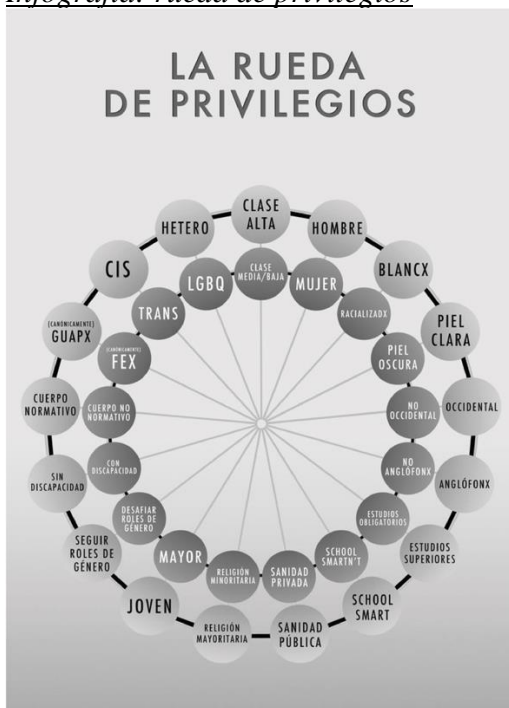 Infografía: rueda de privilegios
LA RUEDA
DE PRIVILEGIOS
CLASE
ALTA
HOMBRE
BLANCX
PIEL
CLARA
OCCIDENTAL
ANGLÓFONX
ESTUDIOS
SUPERIORES
SCHOOL
SMART
SANIDAD
PÚBLICA
RELIGIÓN
MAYORITARIA
JOVEN
SEGUIR
ROLES DE
GÉNERO
SIN
DISCAPACIDAD
CUERPO
NORMATIVO
(CANÓNICAMENTE)
GUAPX
CIS
HETERO
CLASE
MEDIA/BAJA
MUJER
RACIALIZADX
PIEL
OSCURA
NO
OCCIDENTAL
NO
ANGLÓFONX
ESTUDIOS
OBLIGATORIOS
SCHOOL
SMARTN'T
SANIDAD
PRIVADA
RELIGIÓN
MINORITARIA
MAYOR
DESAFIAR
ROLES DE
GÉNERO
CON
DISCAPACIDAD
CUERPO NO
NORMATIVO
(CANÓNICAMENTE)
FEX
TRANS
LGBQ